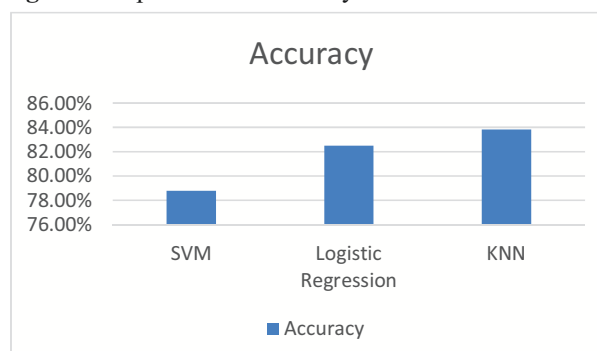 Accuracy
86.00%
84.00%
82.00%
80.00%
78.00%
76.00%
SVM
Logistic
Regression
KNN
Accuracy